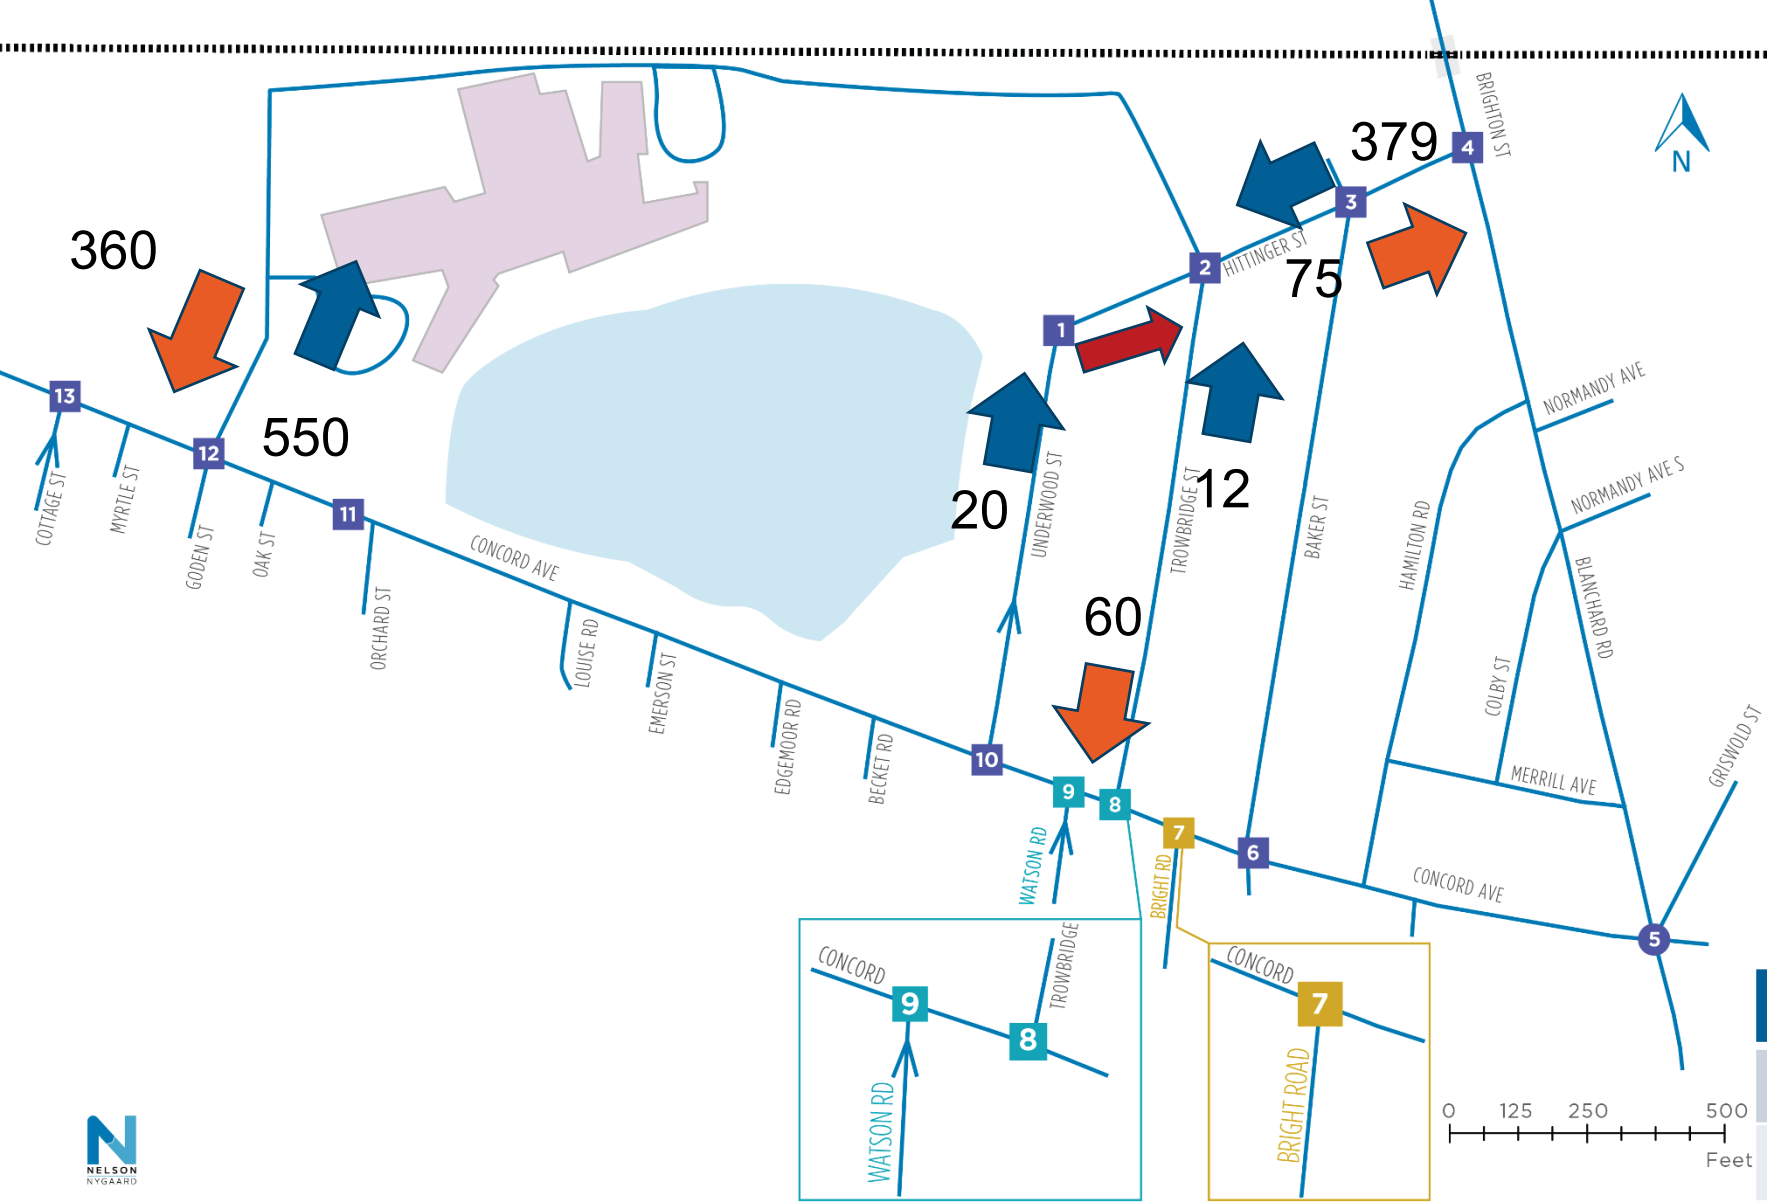 BRIGHTON ST
379
4
N
3
360
HITTINGER ST
2
75
1
NORMANDY AVE
13
550
12
UNDERWOOD ST
TROWBRIDGE ST
12
NORMANDY AVE S
COTTAGE ST
MYRTLE ST
20
BAKER ST
HAMILTON RD
11
GODEN ST
OAK ST
CONCORD AVE
BLANCHARD RD
ORCHARD ST
60
LOUISE RD
EMERSON ST
COLBY ST
EDGEMOOR RD
BECKET RD
10
GRISWOLD ST
MERRILL AVE
9
8
7
6
WATSON RD
BRIGHT RD
CONCORD AVE
5
CONCORD
TROWBRIDGE
9
8
WATSON RD
CONCORD
7
BRIGHT ROAD
0 125 250 500
Feet
NELSON
NYGAARD